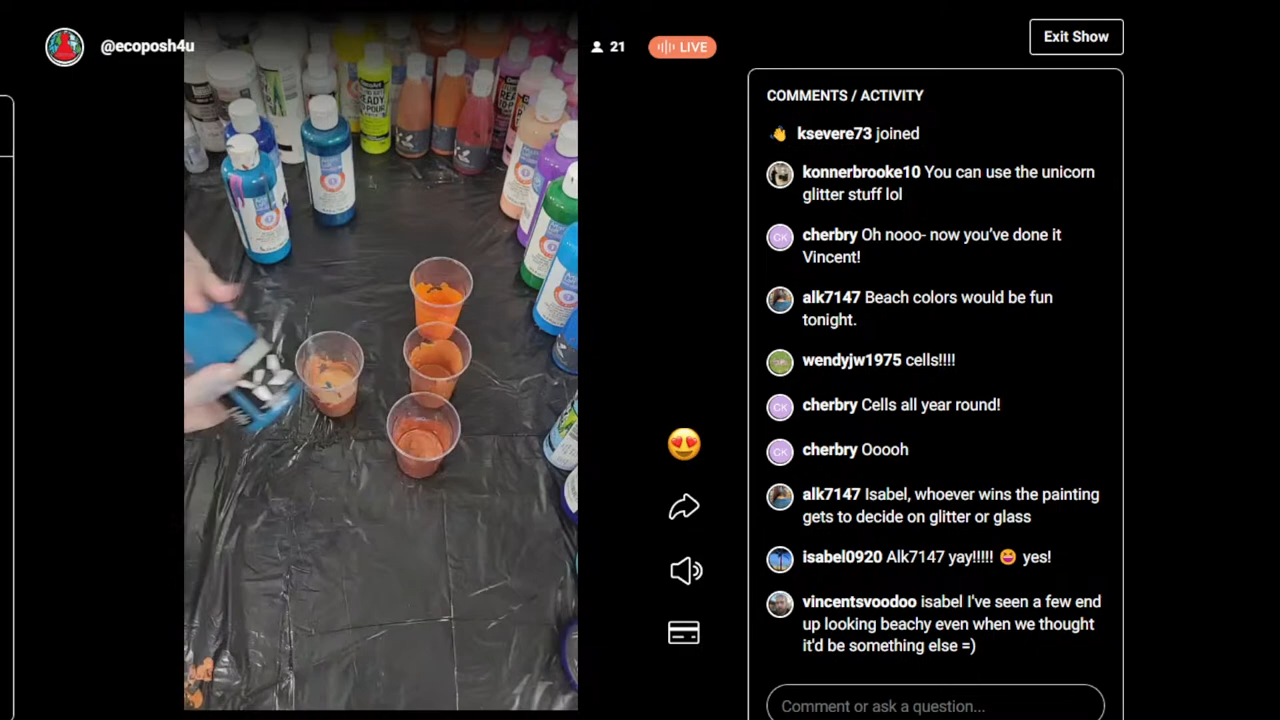 @ecoposh4u
21
LIVE
Exit Show
COMMENTS / ACTIVITY
ksevere73 joined
konnerbrooke10 You can use the unicorn
glitter stuff lol
cherbry Oh nooo- now you've done it
Vincent!
alk7147 Beach colors would be fun
tonight.
wendyjw1975 cells!!!!
CK
cherbry Cells all year round!
CK
cherbry Ooooh
CK
alk7147 Isabel, whoever wins the painting
gets to decide on glitter or glass
isabel0920 Alk7147 yay!!!!! 😆 yes!
vincentsvoodoo isabel I've seen a few end
up looking beachy even when we thought
it'd be something else =)
Comment or ask a question...